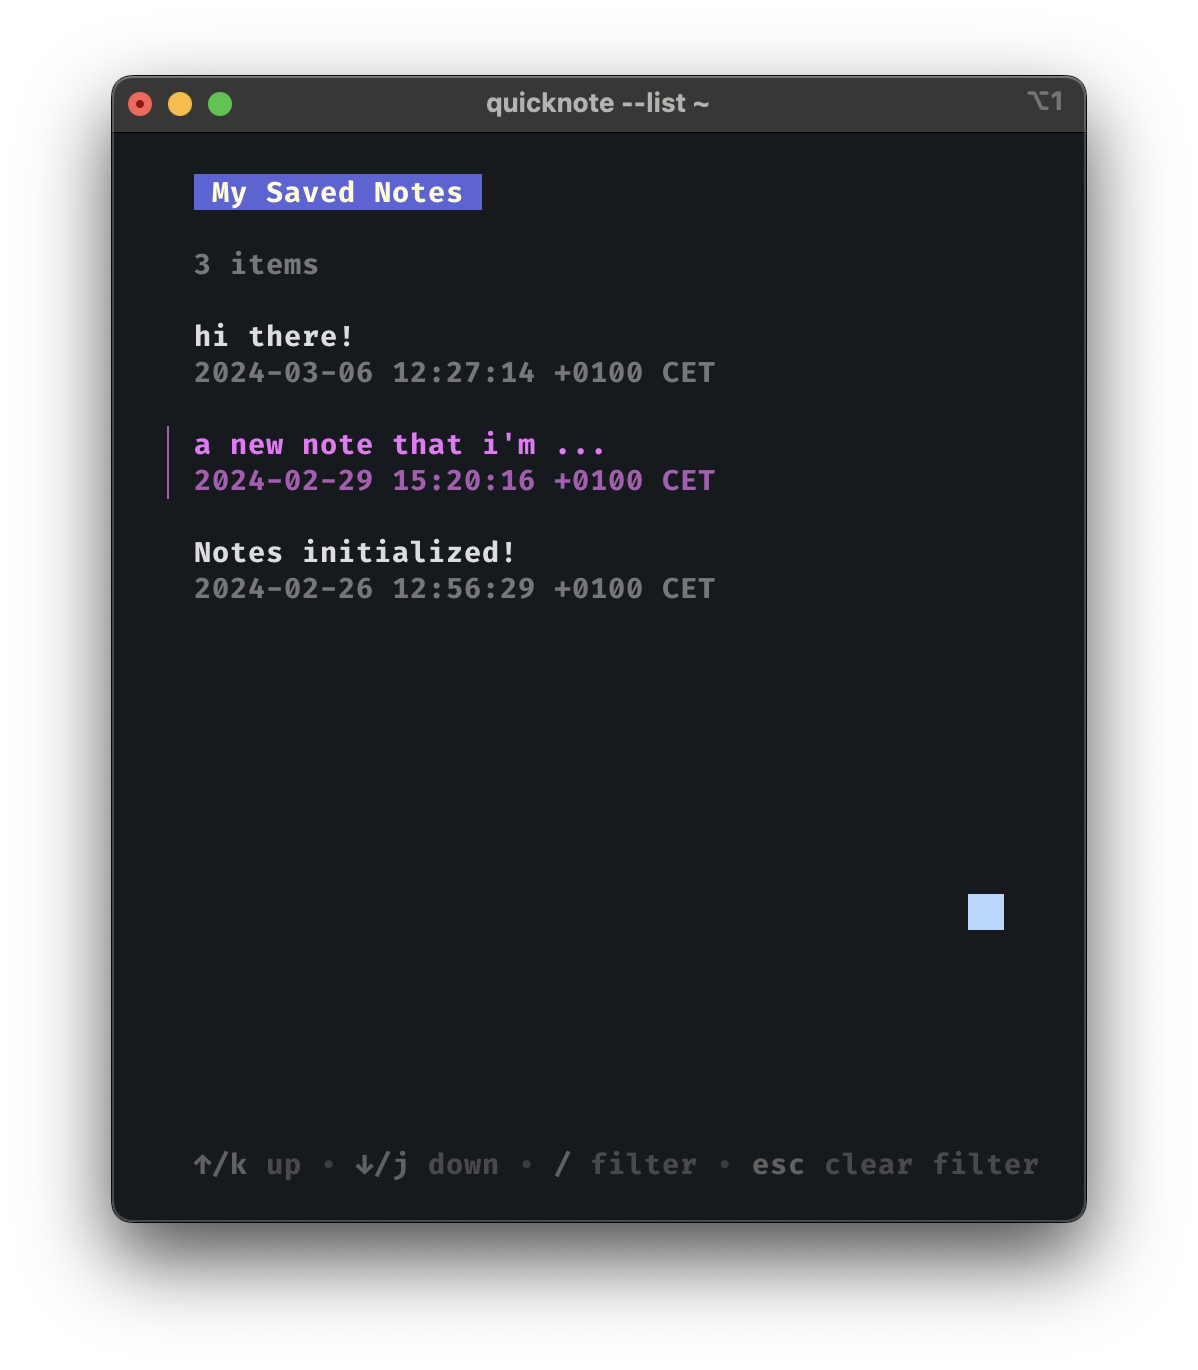 quicknote --list ~
⌥1
My Saved Notes
3 items
hi there!
2024-03-06 12:27:14 +0100 CET
a new note that i'm ...
2024-02-29 15:20:16 +0100 CET
Notes initialized!
2024-02-26 12:56:29 +0100 CET
↑/k up • ↓/j down • / filter • esc clear filter